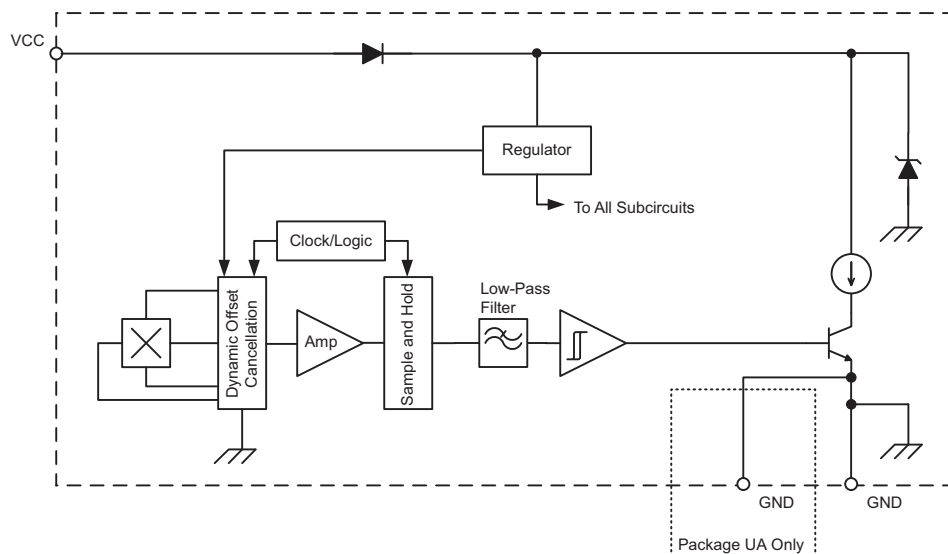 VCC
Regulator
To All Subcircuits
Clock/Logic
Dynamic Offset
Cancellation
Amp
Sample and Hold
Low-Pass
Filter
GND
GND
Package UA Only